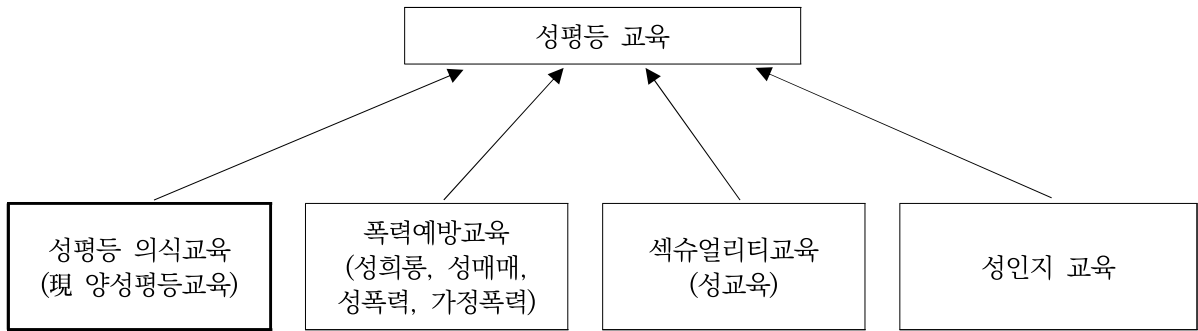 성평등 교육
성평등 의식교육
(現 양성평등교육)
폭력예방교육
(성희롱, 성매매,
성폭력, 가정폭력)
섹슈얼리티교육
(성교육)
성인지 교육